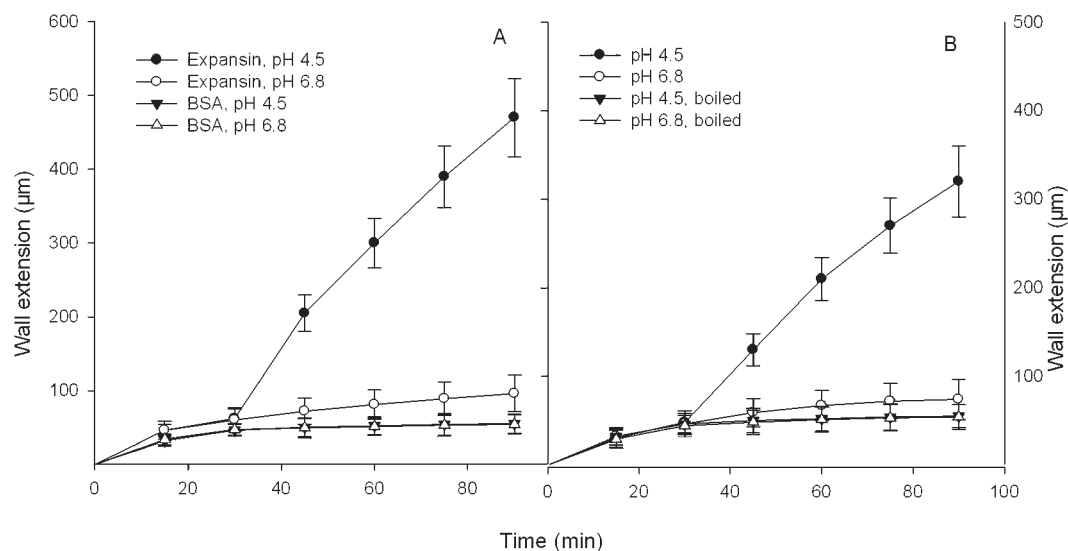 600
500
400
300
200
100
Wall extension (µm)
A
Expansin, pH 4.5
Expansin, pH 6.8
BSA, pH 4.5
BSA, pH 6.8
0
20
40
60
80
B
pH 4.5
pH 6.8
pH 4.5, boiled
pH 6.8, boiled
0
20
40
60
80
100
500
400
300
200
100
Wall extension (µm)
Time (min)